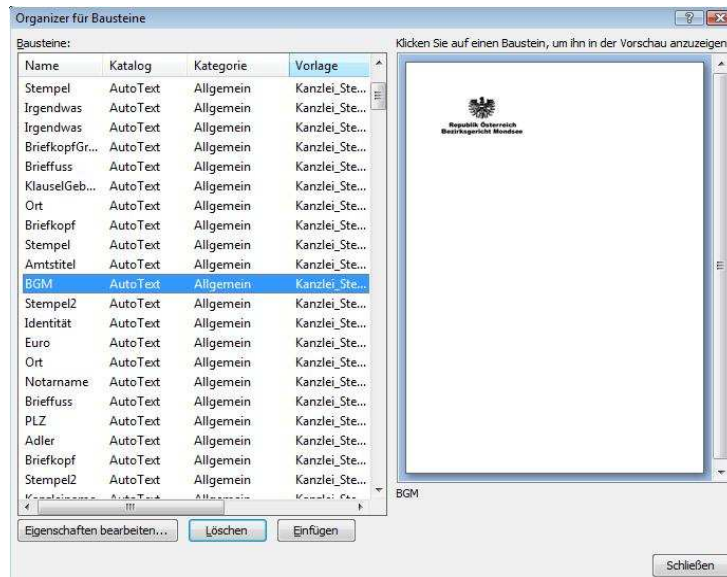 Organizer für Bausteine
Bausteine:
Klicken Sie auf einen Baustein, um ihn in der Vorschau anzuzeigen
Name Katalog Kategorie Vorlage
Stempel AutoText Allgemein Kanzlei_Ste...
Irgendwas AutoText Allgemein Kanzlei_Ste...
Irgendwas AutoText Allgemein Kanzlei_Ste...
BriefkopfGr... AutoText Allgemein Kanzlei_Ste...
Brieffuss AutoText Allgemein Kanzlei_Ste...
KlauselGeb... AutoText Allgemein Kanzlei_Ste...
Ort AutoText Allgemein Kanzlei_Ste...
Briefkopf AutoText Allgemein Kanzlei_Ste...
Stempel AutoText Allgemein Kanzlei_Ste...
Amtstitel AutoText Allgemein Kanzlei_Ste...
BGM AutoText Allgemein Kanzlei_Ste...
Stempel2 AutoText Allgemein Kanzlei_Ste...
Identität AutoText Allgemein Kanzlei_Ste...
Euro AutoText Allgemein Kanzlei_Ste...
Ort AutoText Allgemein Kanzlei_Ste...
Notarname AutoText Allgemein Kanzlei_Ste...
Brieffuss AutoText Allgemein Kanzlei_Ste...
PLZ AutoText Allgemein Kanzlei_Ste...
Adler AutoText Allgemein Kanzlei_Ste...
Briefkopf AutoText Allgemein Kanzlei_Ste...
Stempel2 AutoText Allgemein Kanzlei_Ste...
Republik Österreich
Bezirksgericht Mondsee
BGM
Eigenschaften bearbeiten... Löschen Einfügen
Schließen